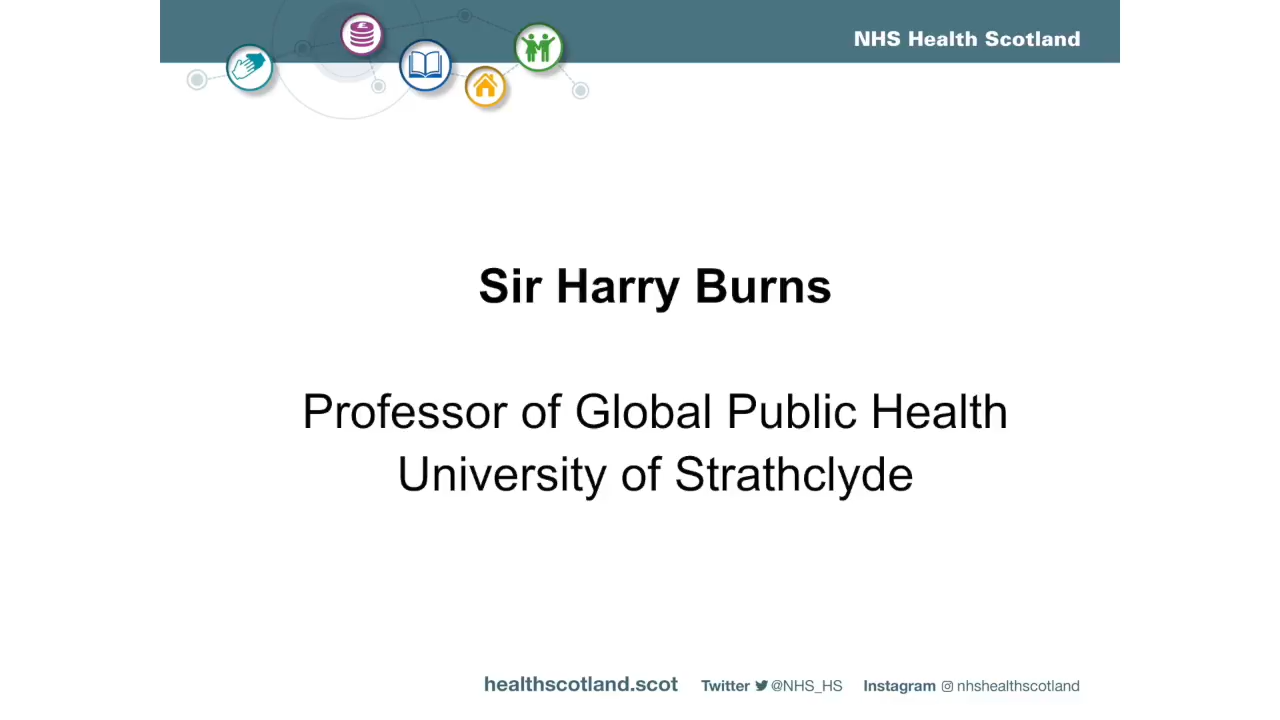 NHS Health Scotland
Sir Harry Burns
Professor of Global Public Health
University of Strathclyde
healthscotland.scot Twitter @NHS_HS Instagram nhshealthscotland